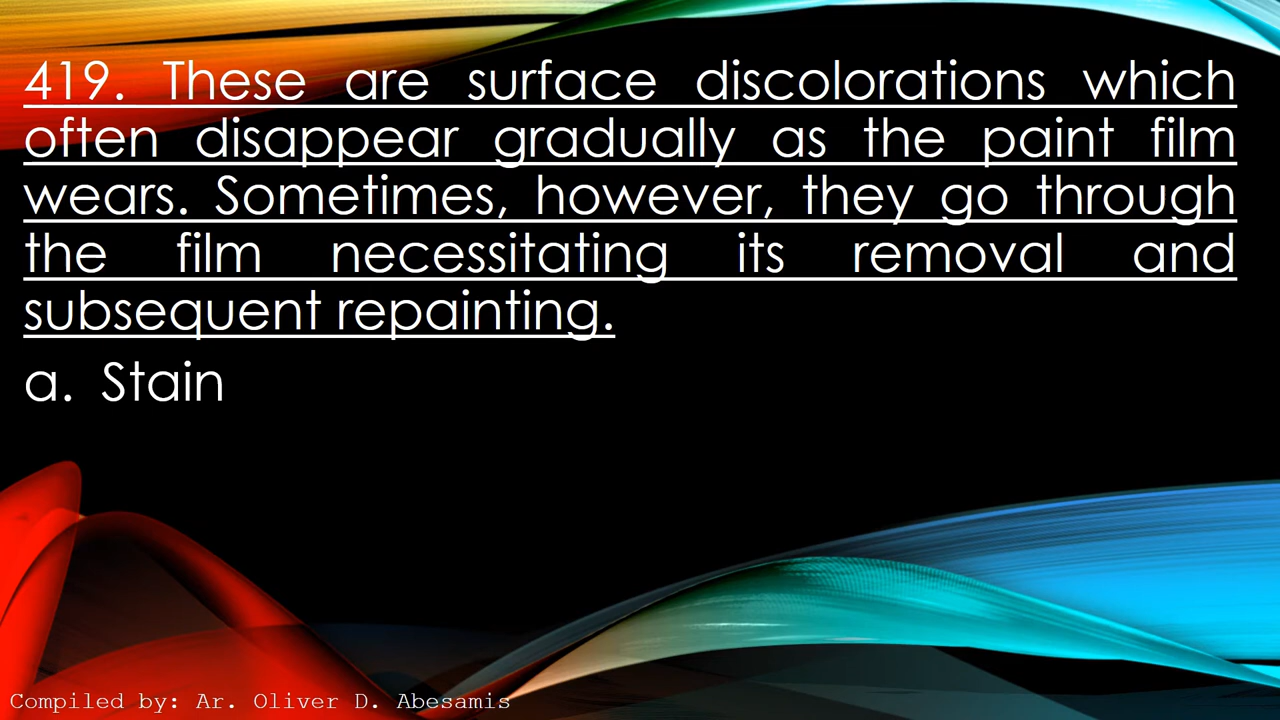 419. These are surface discolorations which
often disappear gradually as the paint film
wears. Sometimes, however, they go through
the film necessitating its removal and
subsequent repainting.
a. Stain
Compiled by: Ar. Oliver D. Abesamis